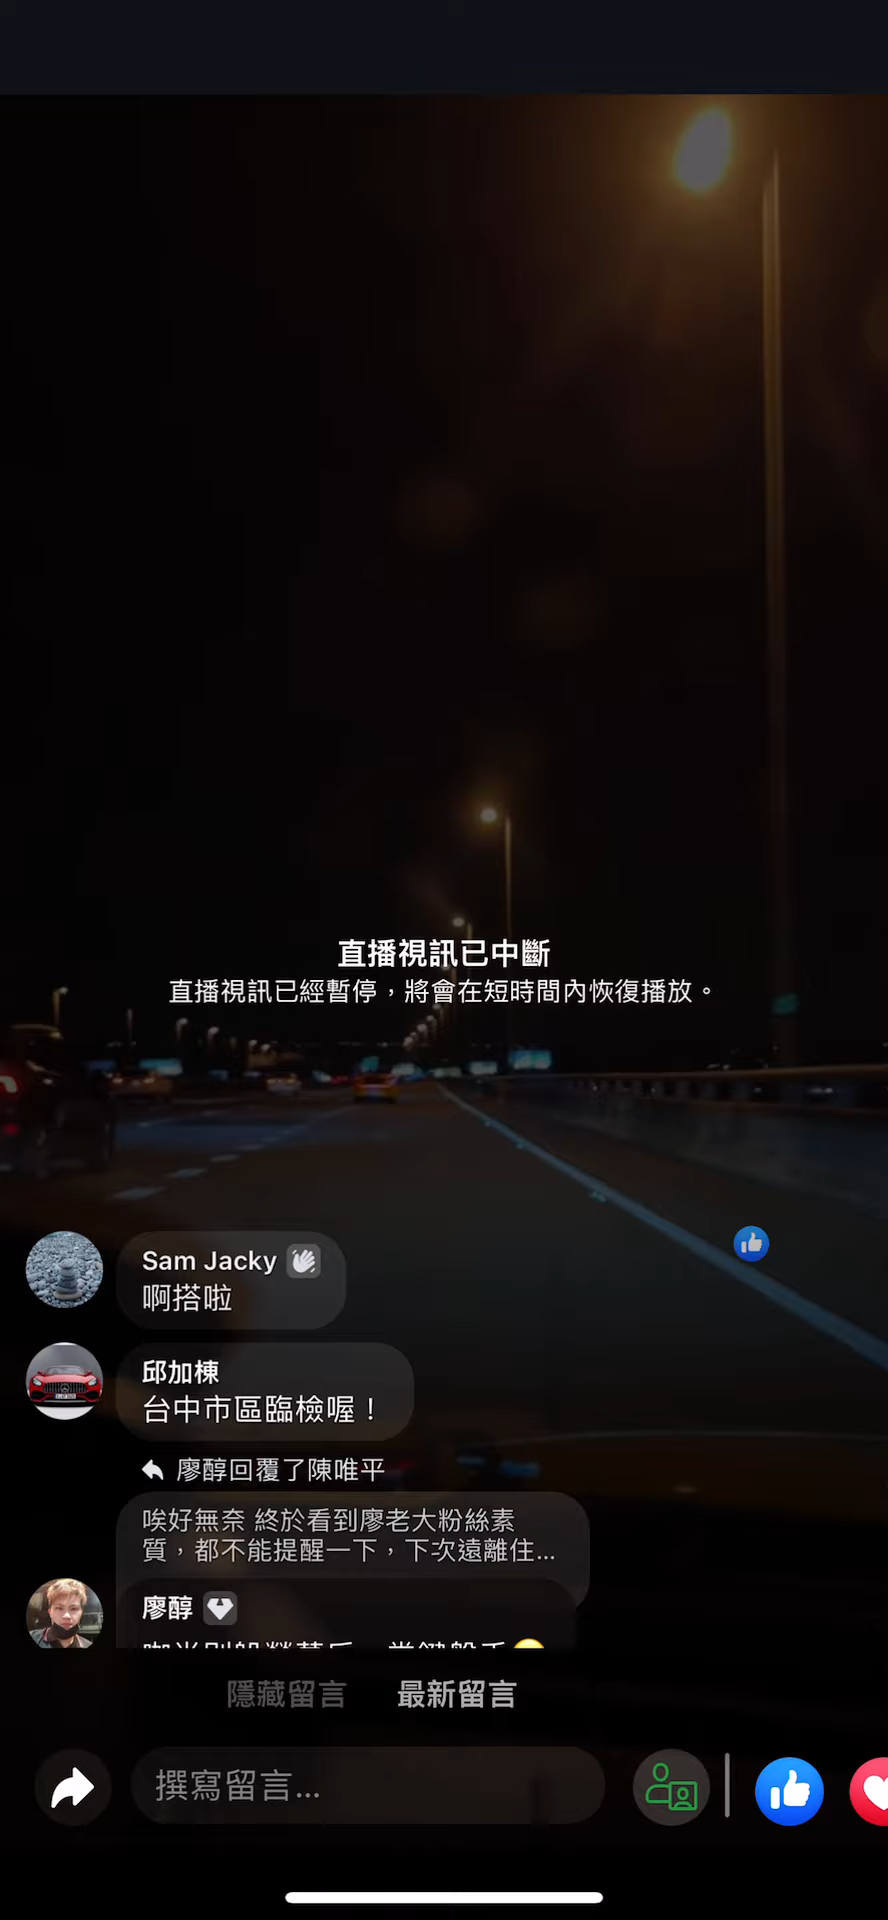 直播視訊已中斷
直播視訊已經暫停，將會在短時間內恢復播放。
Sam Jacky
啊搭啦
邱加棟
台中市區臨檢喔！
廖醇回覆了陳唯平
唉好無奈 終於看到廖老大粉絲素
質，都不能提醒一下，下次遠離住...
廖醇
隱藏留言
最新留言
撰寫留言...